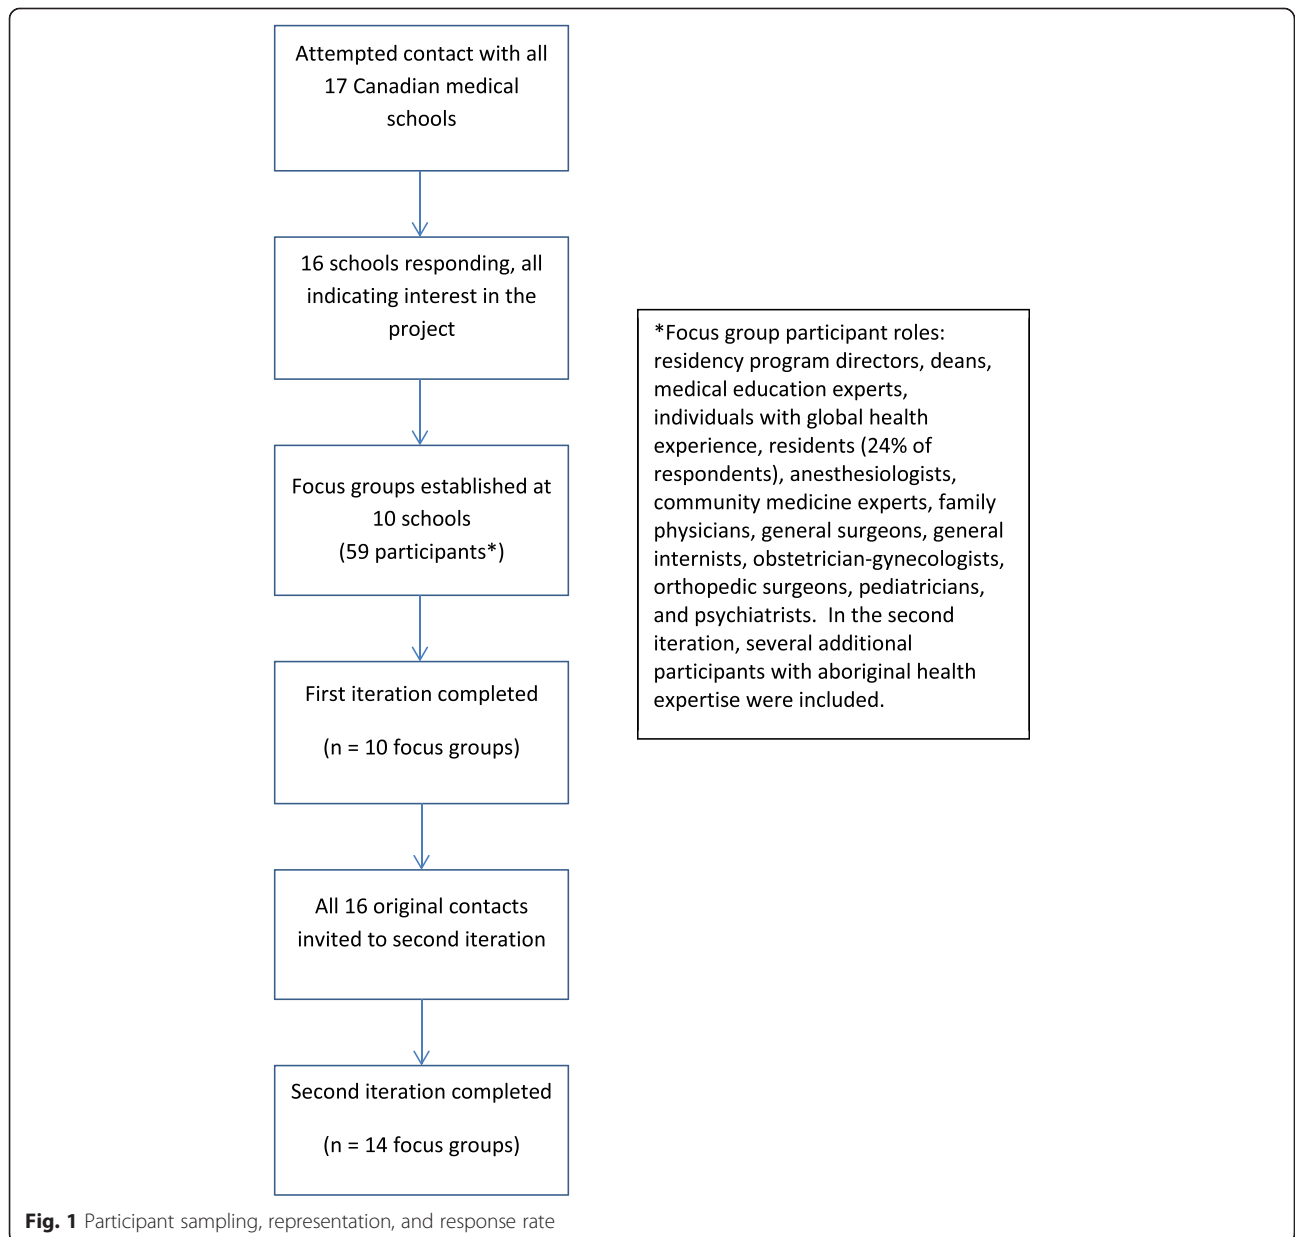 Attempted contact with all
17 Canadian medical
schools
16 schools responding, all
indicating interest in the
project
Focus groups established at
10 schools
(59 participants*)
First iteration completed
(n = 10 focus groups)
All 16 original contacts
invited to second iteration
Second iteration completed
(n = 14 focus groups)
*Focus group participant roles:
residency program directors, deans,
medical education experts,
individuals with global health
experience, residents (24% of
respondents), anesthesiologists,
community medicine experts, family
physicians, general surgeons, general
internists, obstetrician-gynecologists,
orthopedic surgeons, pediatricians,
and psychiatrists.  In the second
iteration, several additional
participants with aboriginal health
expertise were included.
Fig. 1 Participant sampling, representation, and response rate